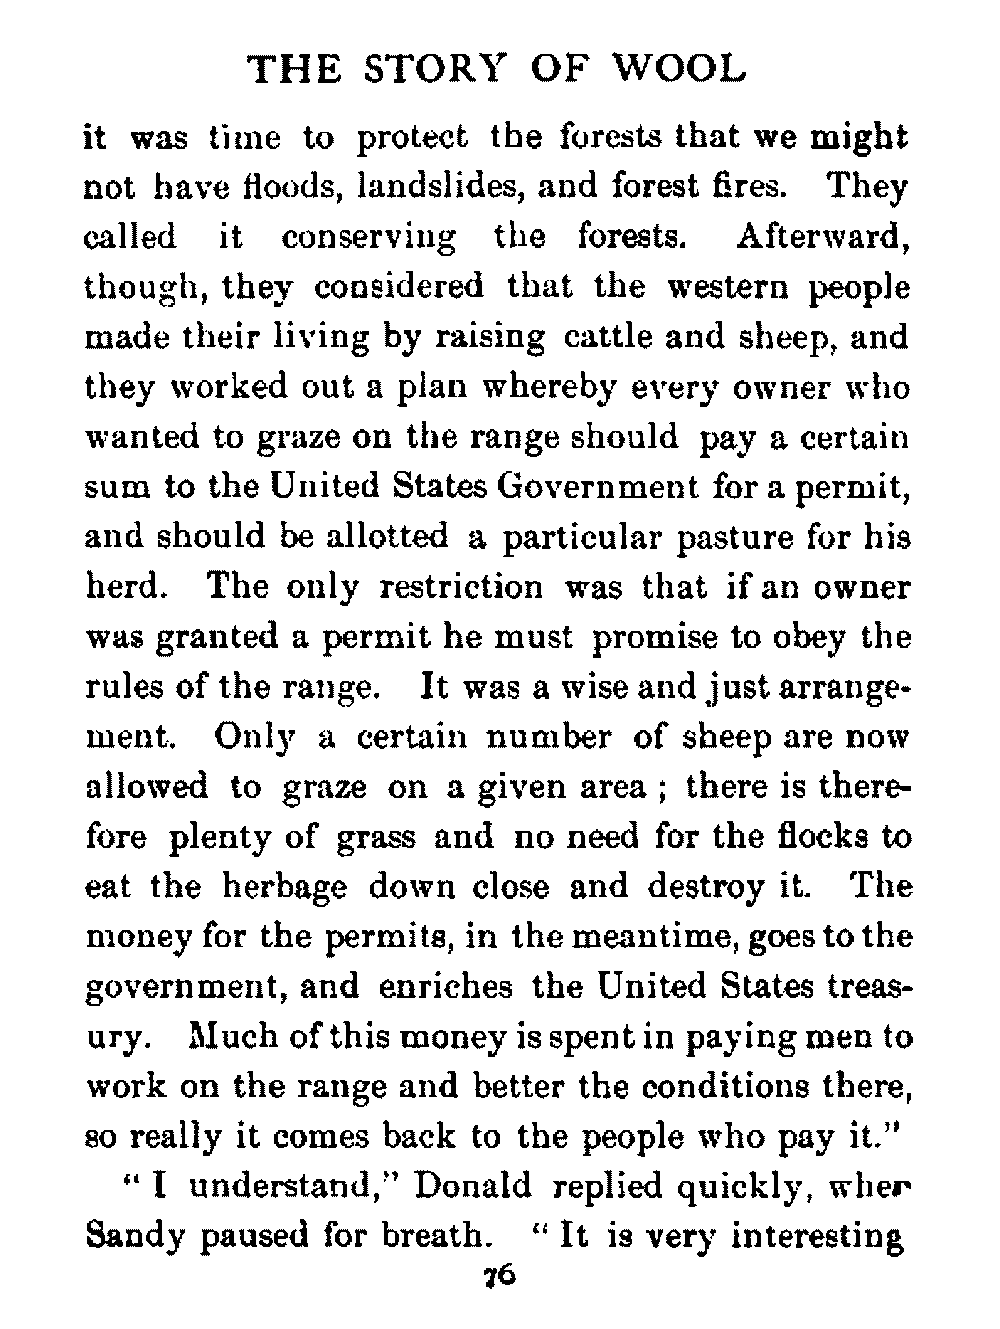 THE STORY OF WOOL
it was time to protect the forests that we might
not have floods, landslides, and forest fires. They
called it conserving the forests. Afterward,
though, they considered that the western people
made their living by raising cattle and sheep, and
they worked out a plan whereby every owner who
wanted to graze on the range should pay a certain
sum to the United States Government for a permit,
and should be allotted a particular pasture for his
herd. The only restriction was that if an owner
was granted a permit he must promise to obey the
rules of the range. It was a wise and just arrange-
ment. Only a certain number of sheep are now
allowed to graze on a given area ; there is there-
fore plenty of grass and no need for the flocks to
eat the herbage down close and destroy it. The
money for the permits, in the meantime, goes to the
government, and enriches the United States treas-
ury. Much of this money is spent in paying men to
work on the range and better the conditions there,
so really it comes back to the people who pay it."
" I understand," Donald replied quickly, when
Sandy paused for breath. " It is very interesting
76